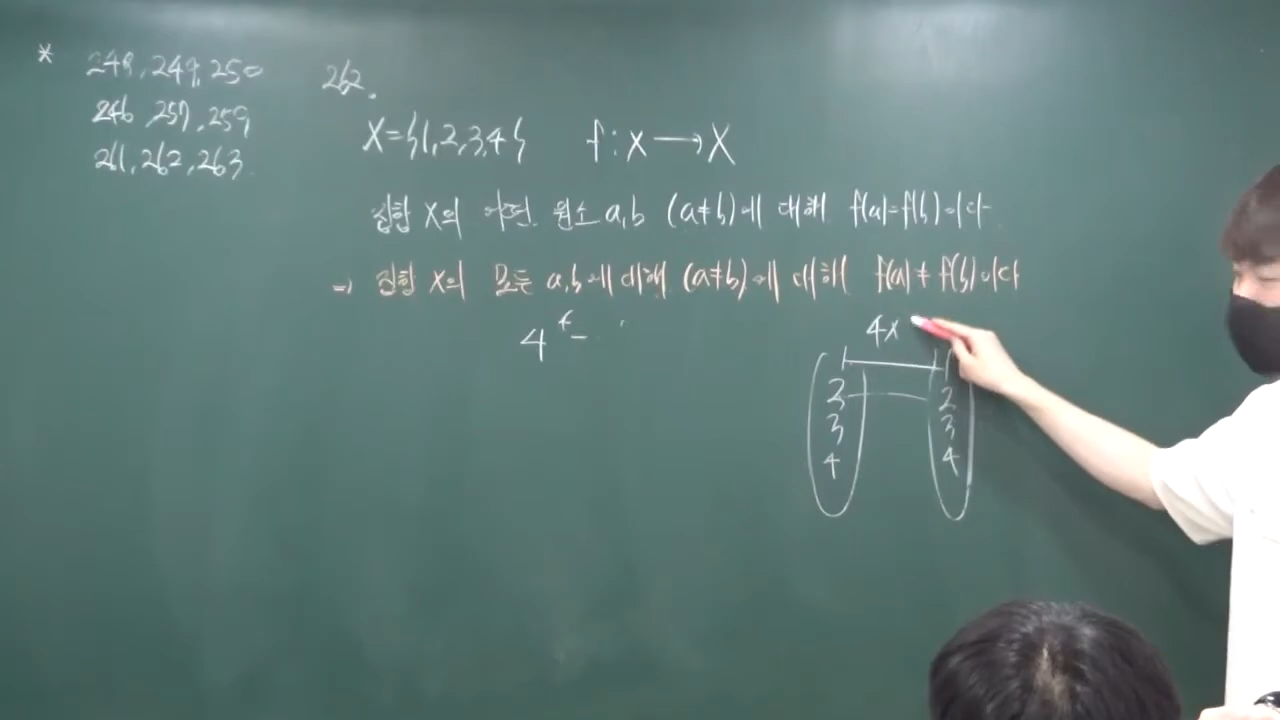 * 248, 249, 250
246, 257, 259
261, 262, 263.
262.
X={1,2,3,4} f:X→X
집합 X의 어떤 원소 a,b (a≠b)에 대해 f(a)=f(b)이다
⇒ 집합 X의 모든 a,b에 대해 (a≠b)에 대해 f(a)≠f(b)이다
4⁴ -
4×
1 1
2 2
3 3
4 4